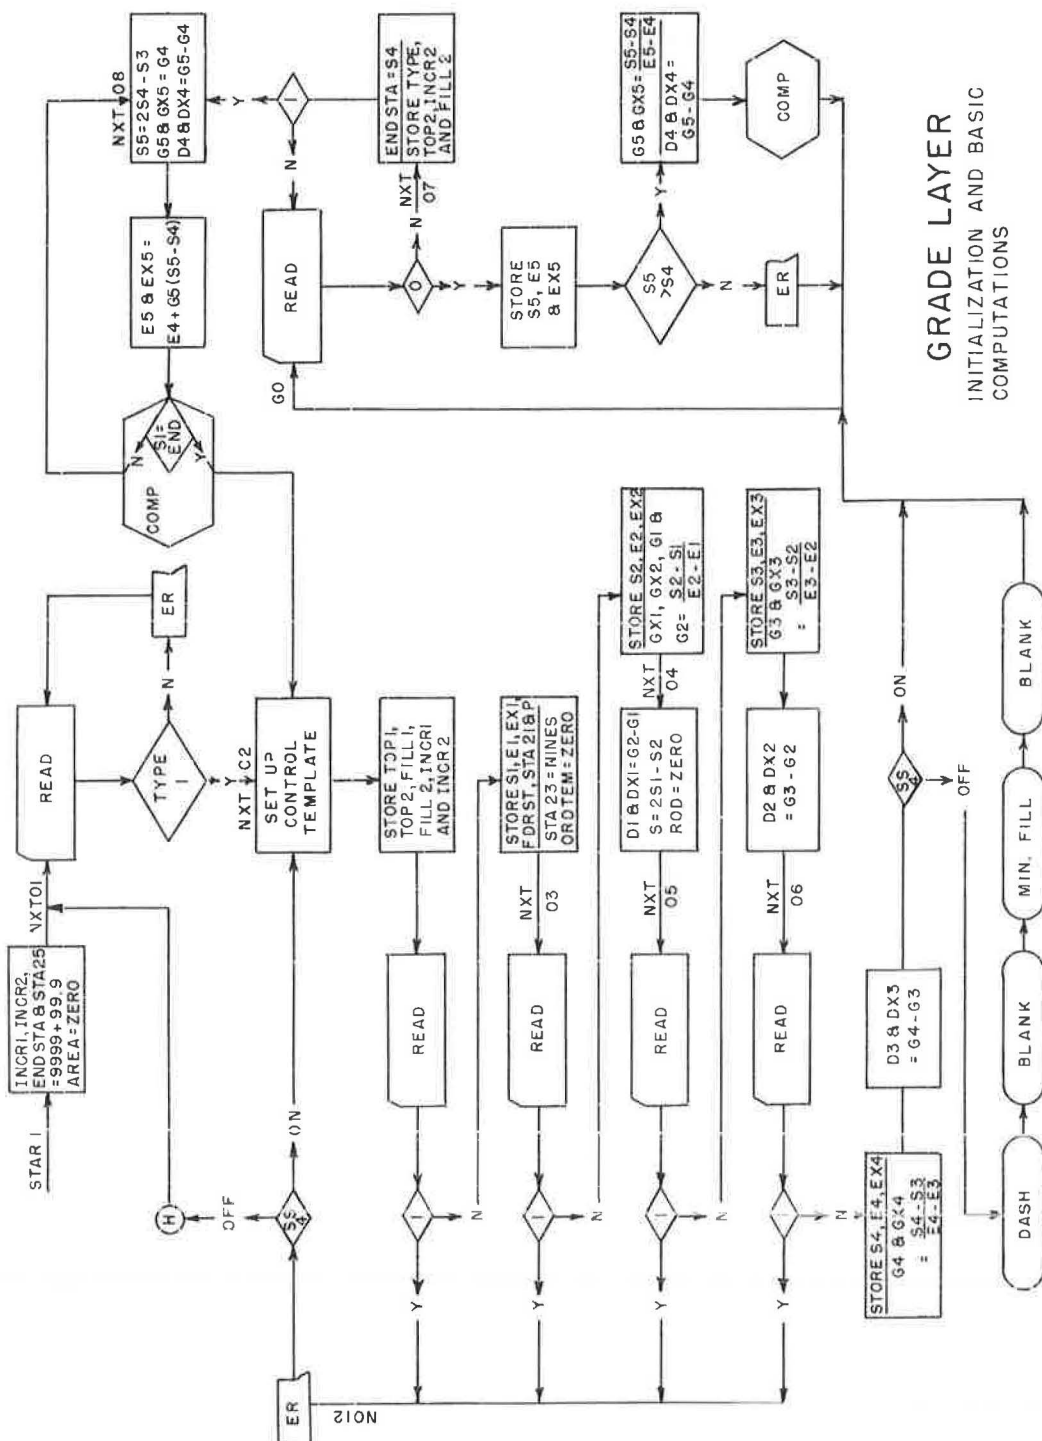 START
INCR1, INCR2,
ENDSTA & STA25
=9999+99.9
AREA=ZERO
NXT01
READ
TYPE
1
N
ER
Y
NXT C2
SET UP
CONTROL
TEMPLATE
H
OFF
SS
4
ON
ER
NO12
STORE TOP1,
TOP2, FILL1,
FILL 2, INCR1
AND INCR2
READ
1
Y
N
STORE S1, E1, EX1,
FDRST, STA21&P
STA 23=NINES
OROTEM=ZERO
NXT
03
READ
1
Y
N
STORE S2, E2, EX2
GX1, GX2, G1 &
G2= S2-S1
E2-E1
NXT
04
D1 & DX1=G2-G1
S=2S1-S2
ROD=ZERO
NXT
05
READ
1
Y
N
STORE S3, E3, EX3
G3 & GX3
= S3-S2
E3-E2
D2 & DX2
=G3-G2
NXT
06
READ
1
Y
N
STORE S4, E4, EX4
G4 & GX4
= S4-S3
E4-E3
D3 & DX3
=G4-G3
SS
4
ON
OFF
DASH
BLANK
MIN. FILL
BLANK
NXT 08
S5=2S4-S3
G5 & GX5=G4
D4 & DX4=G5-G4
E5 & EX5=
E4+G5(S5-S4)
COMP
S1=
END
N
Y
GO
READ
N
1
Y
0
N
NXT
07
Y
ENDSTA=S4
STORE TYPE,
TOP2, INCR2
AND FILL 2
STORE
S5, E5
& EX5
S5
>S4
Y
N
ER
G5 & GX5= S5-S4
E5-E4
D4 & DX4=
G5-G4
COMP
GRADE LAYER
INITIALIZATION AND BASIC
COMPUTATIONS